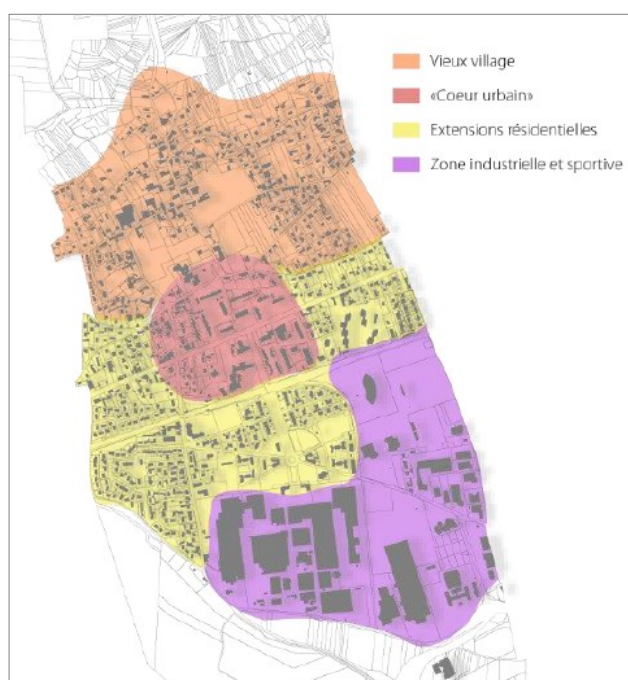 Vieux village
«Coeur urbain»
Extensions résidentielles
Zone industrielle et sportive